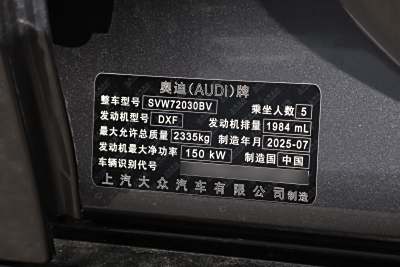 奥迪(AUDI)牌
整车型号 SVW72030BV 乘坐人数 5
发动机型号 DXF 发动机排量 1984 mL
最大允许总质量 2335kg 制造年月 2025-07
发动机最大净功率 150 kW 制造国 中国
车辆识别代号
上汽大众汽车有限公司制造